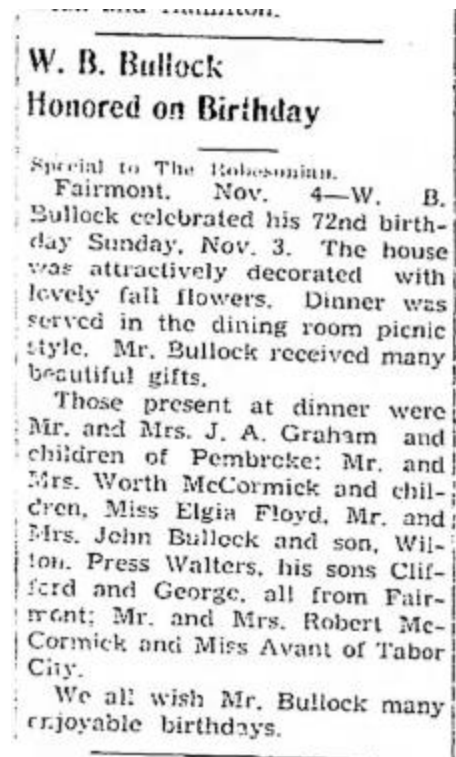 and Hamilton.
W. B. Bullock
Honored on Birthday
Special to The Robesonian.
Fairmont, Nov. 4—W. B.
Bullock celebrated his 72nd birth-
day Sunday, Nov. 3. The house
was attractively decorated with
lovely fall flowers. Dinner was
served in the dining room picnic
style. Mr. Bullock received many
beautiful gifts.
Those present at dinner were
Mr. and Mrs. J. A. Graham and
children of Pembroke; Mr. and
Mrs. Worth McCormick and chil-
dren, Miss Elgia Floyd, Mr. and
Mrs. John Bullock and son, Wil-
ton, Press Walters, his sons Clif-
ford and George, all from Fair-
mont; Mr. and Mrs. Robert Mc-
Cormick and Miss Avant of Tabor
City.
We all wish Mr. Bullock many
enjoyable birthdays.